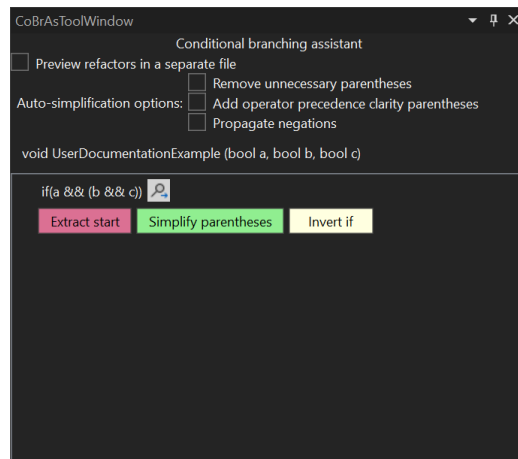 CoBrAsToolWindow
Conditional branching assistant
Preview refactors in a separate file
Remove unnecessary parentheses
Auto-simplification options:
Add operator precedence clarity parentheses
Propagate negations
void UserDocumentationExample (bool a, bool b, bool c)
if(a && (b && c))
Extract start
Simplify parentheses
Invert if